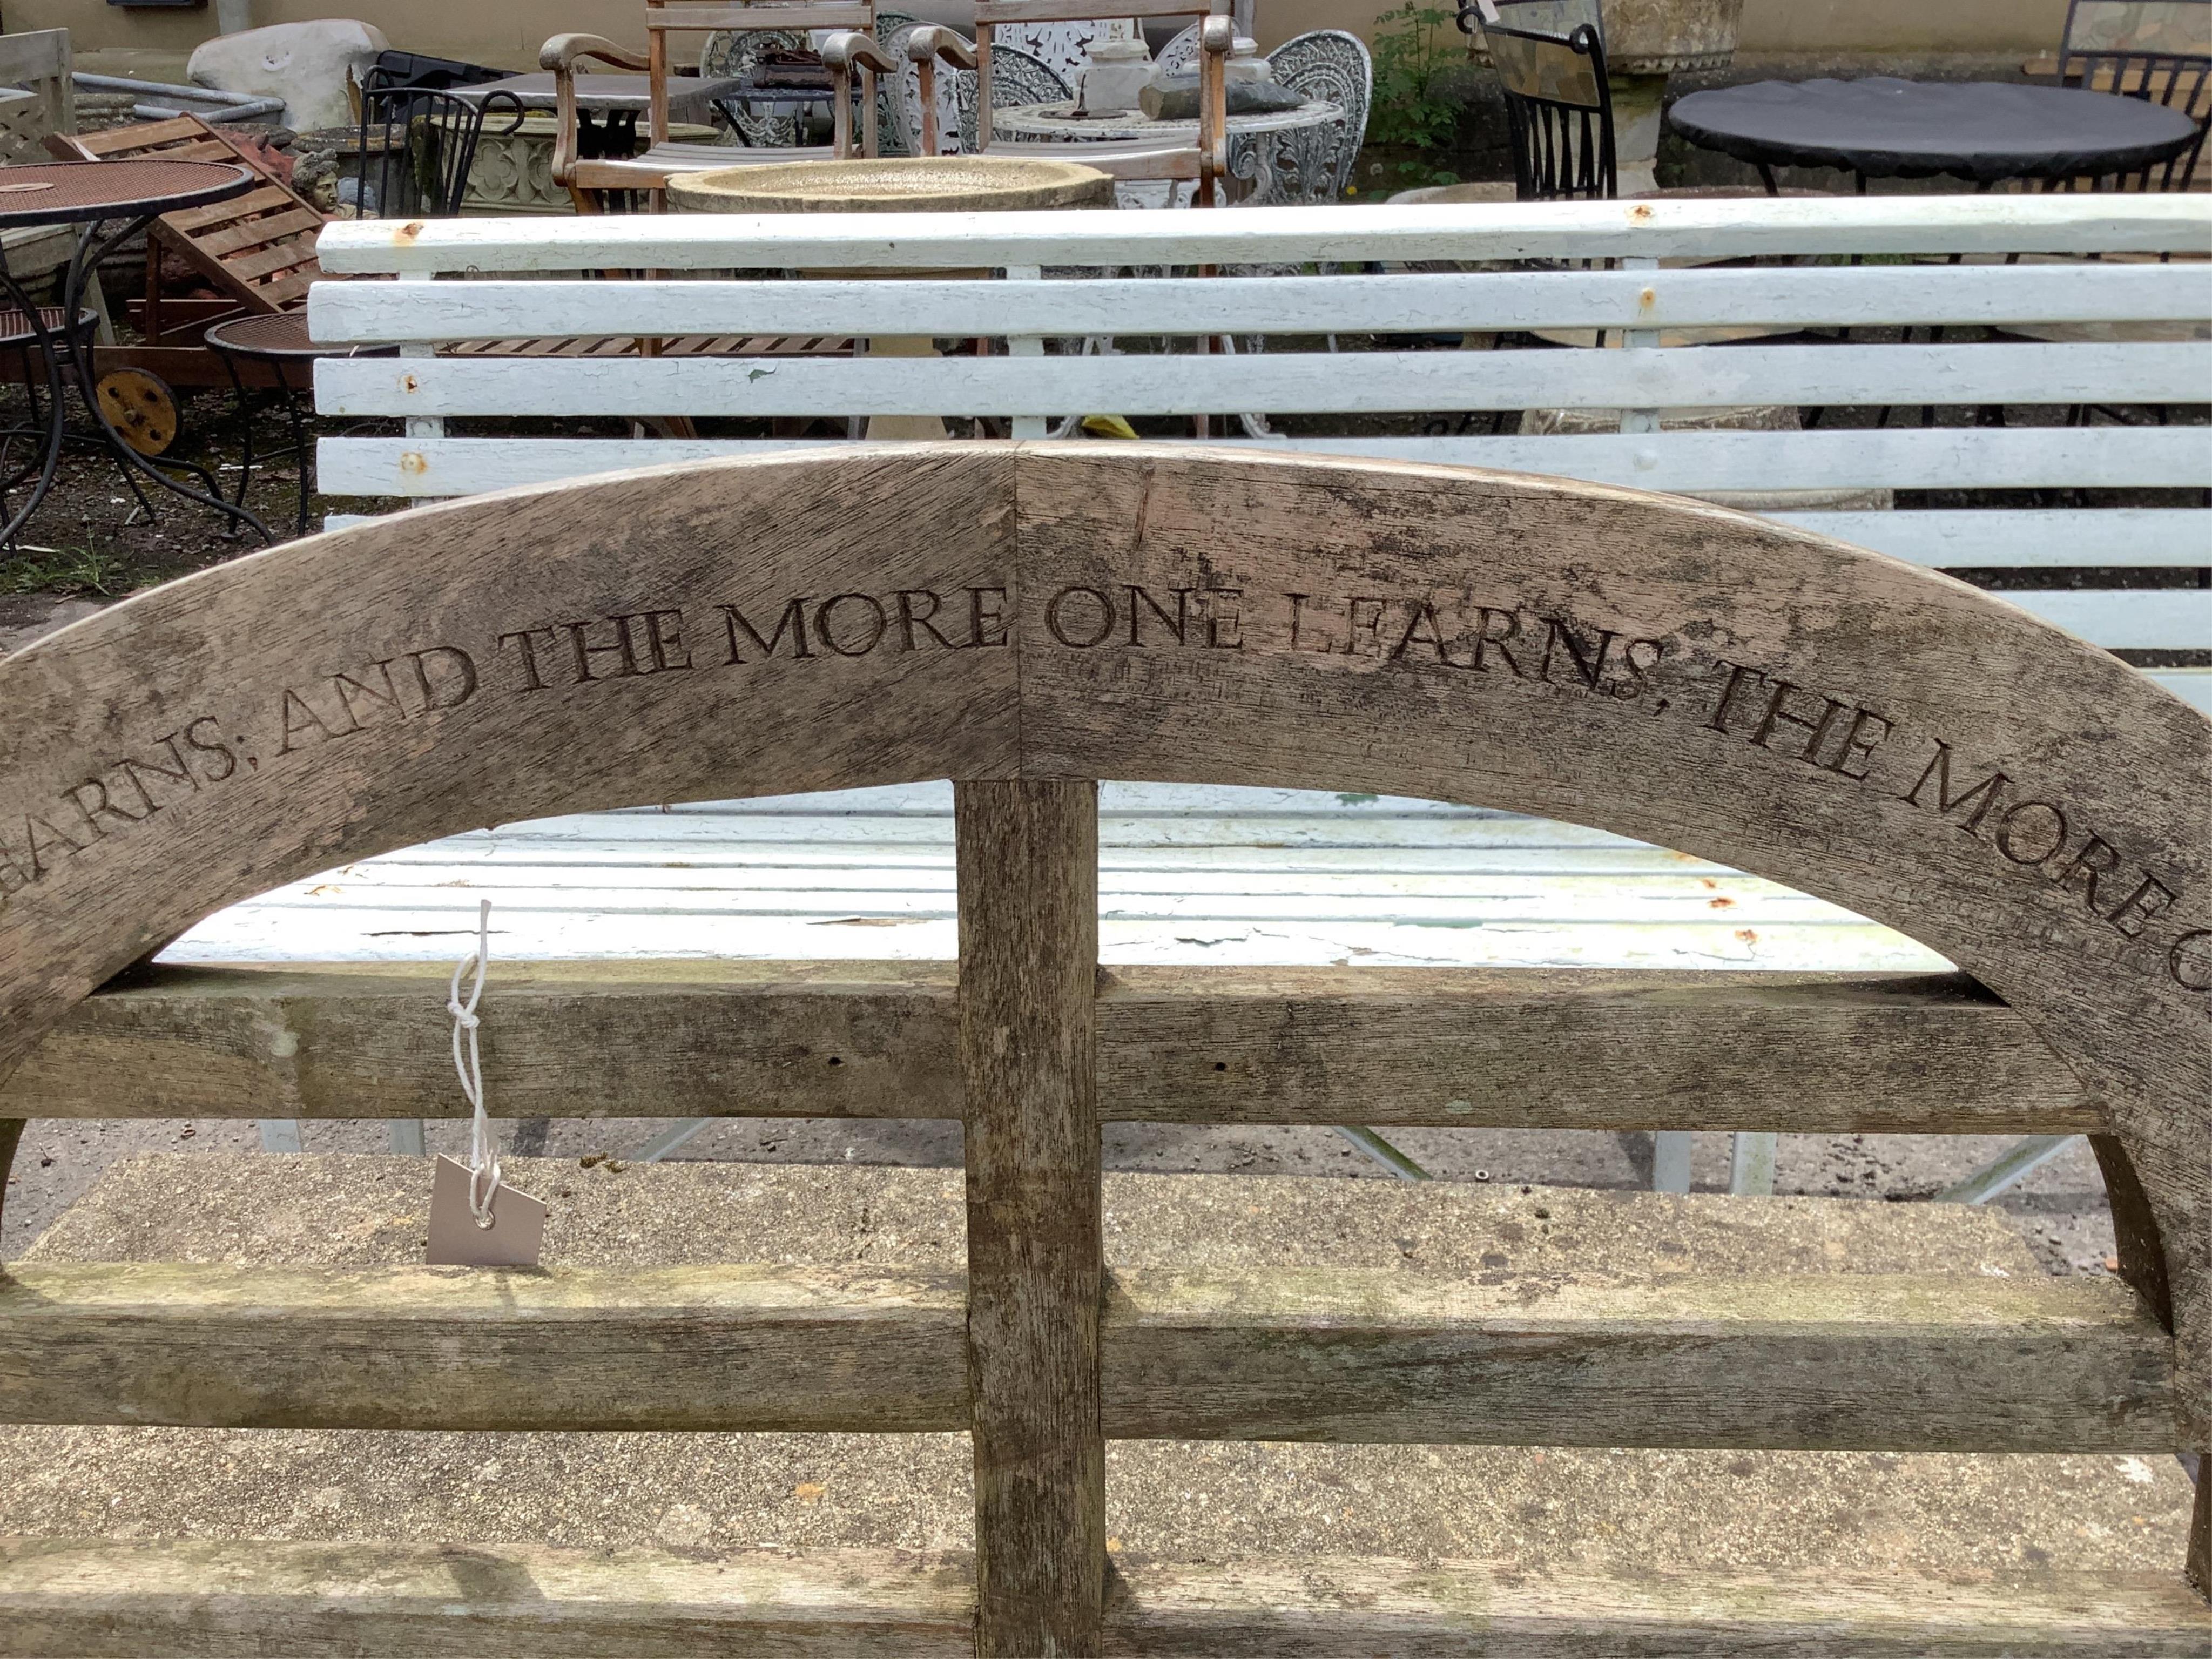 EARNS; AND THE MORE ONE LEARNS, THE MORE O